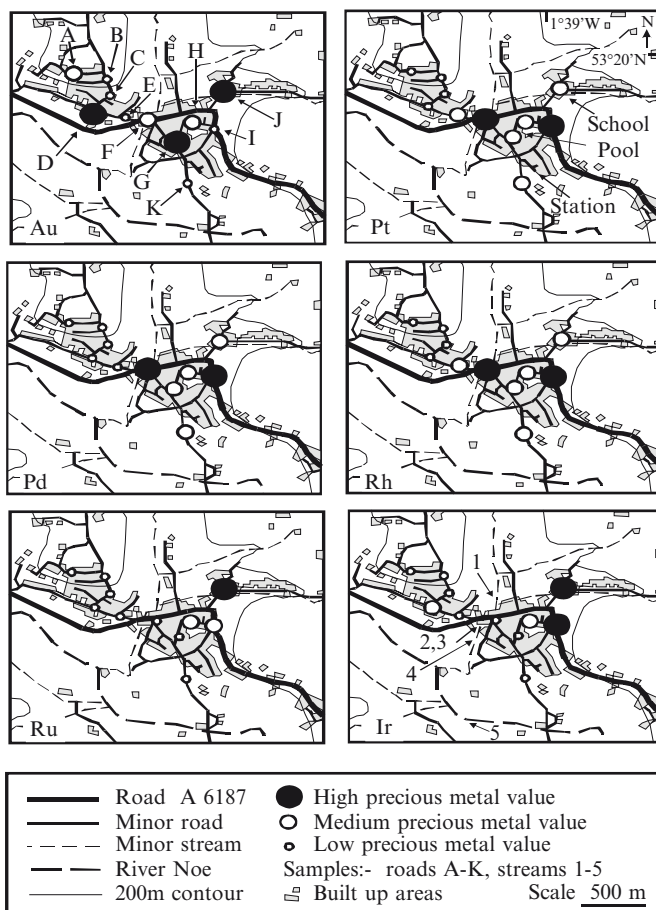 A
B
C
E
H
D
F
G
J
I
K
Au
1°39'W
N
53°20'N
School
Pool
Station
Pt
Pd
Rh
Ru
1
2,3
4
5
Ir
Road A 6187
Minor road
Minor stream
River Noe
200m contour
High precious metal value
Medium precious metal value
Low precious metal value
Samples:- roads A-K, streams 1-5
Built up areas
Scale 500 m